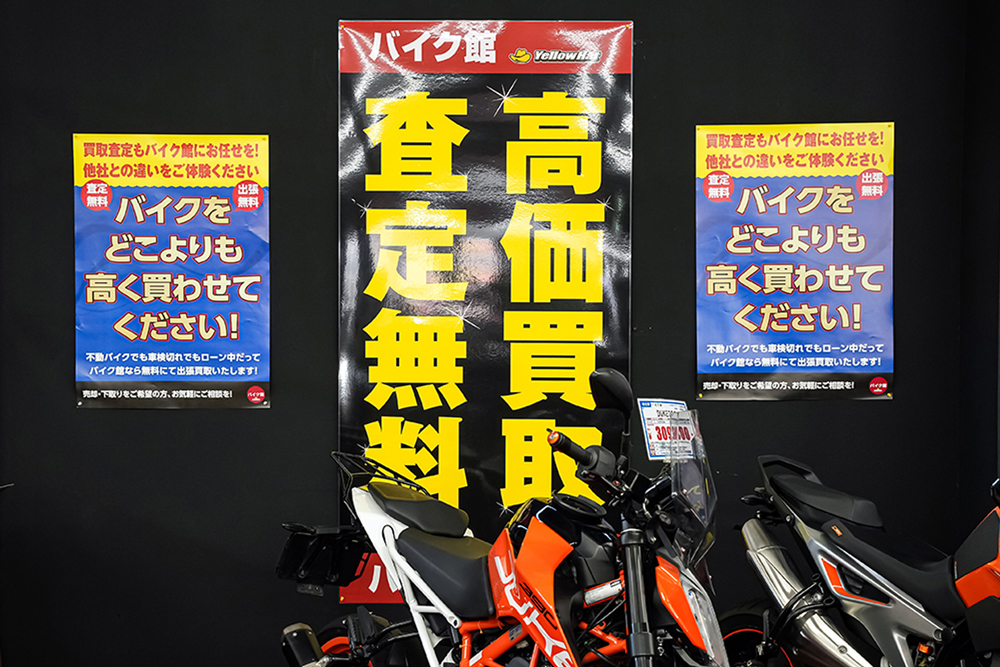 買取査定もバイク館にお任せを!
他社との違いをご体験ください
査定
無料
出張
無料
バイクを
どこよりも
高く買わせて
ください!
不動バイクでも車検切れでもローン中だって
バイク館なら無料にて出張買取いたします!
売却・下取りをご希望の方、お気軽にご相談を!
バイク館
バイク館
YellowHat
高価買取
査定無料
買取査定もバイク館にお任せを!
他社との違いをご体験ください
査定
無料
出張
無料
バイクを
どこよりも
高く買わせて
ください!
不動バイクでも車検切れでもローン中だって
バイク館なら無料にて出張買取いたします!
売却・下取りをご希望の方、お気軽にご相談を!
バイク館
390
DUKE